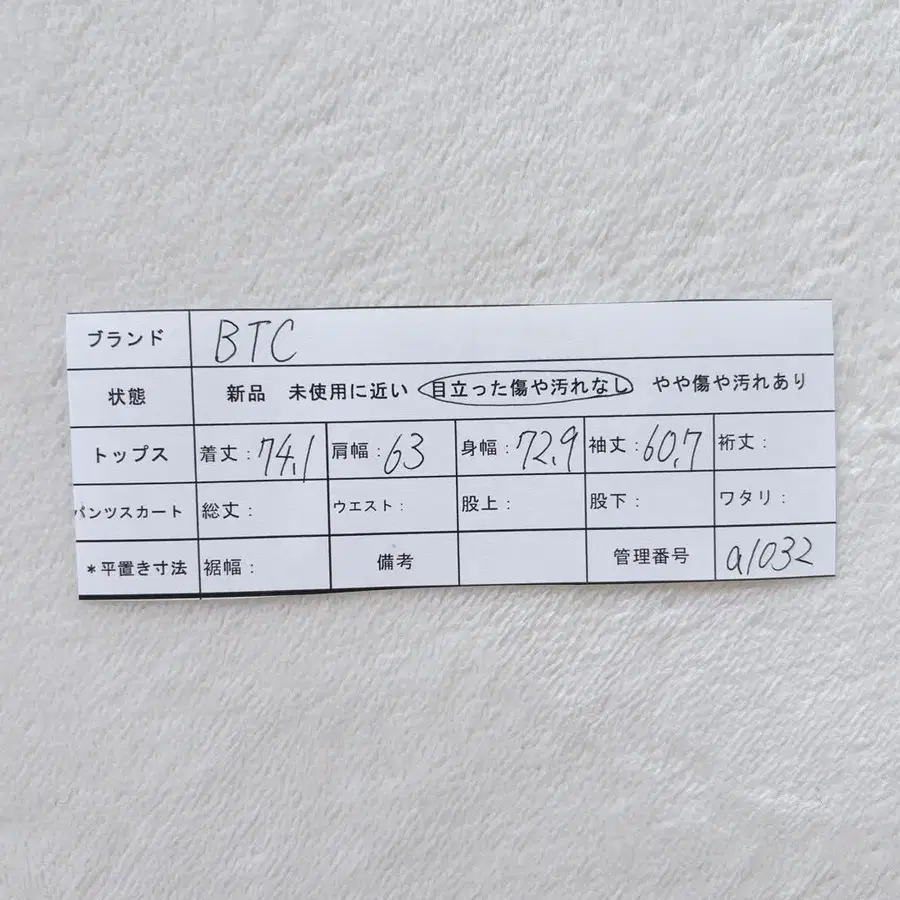 ブランド BTC
状態 新品 未使用に近い 目立った傷や汚れなし やや傷や汚れあり
トップス 着丈：74.1 肩幅：63 身幅：72.9 袖丈：60.7 裄丈：
パンツスカート 総丈： ウエスト： 股上： 股下： ワタリ：
＊平置き寸法 裾幅： 備考 管理番号 a1032